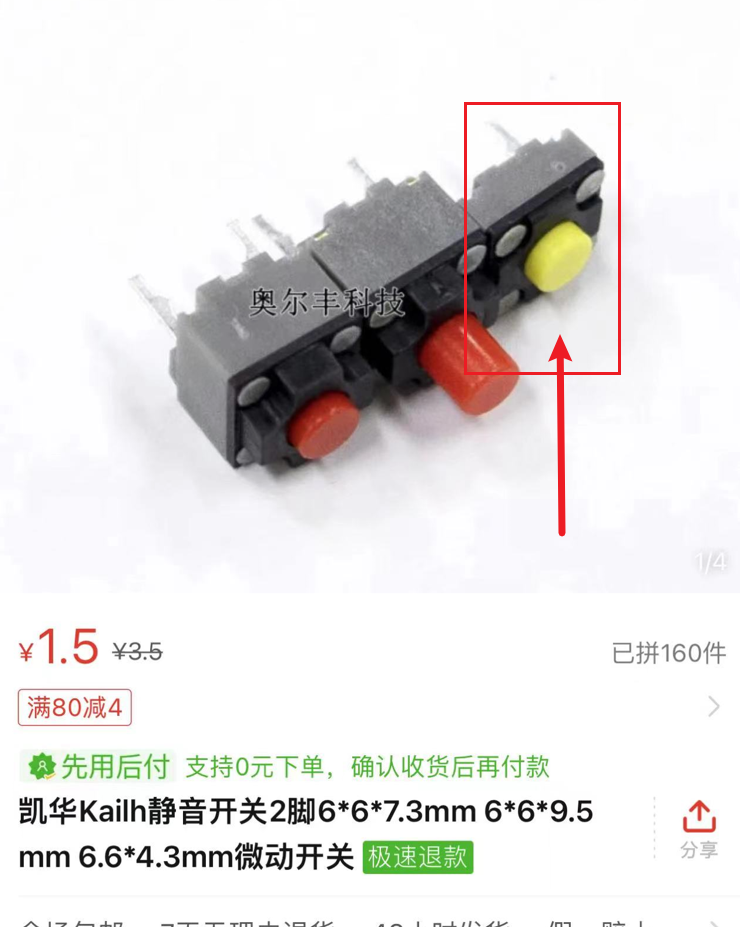 奥尔丰科技
1/4
¥1.5 ¥3.5
已拼160件
满80减4
先用后付 支持0元下单，确认收货后再付款
凯华Kailh静音开关2脚6*6*7.3mm 6*6*9.5
mm 6.6*4.3mm微动开关 极速退款
分享